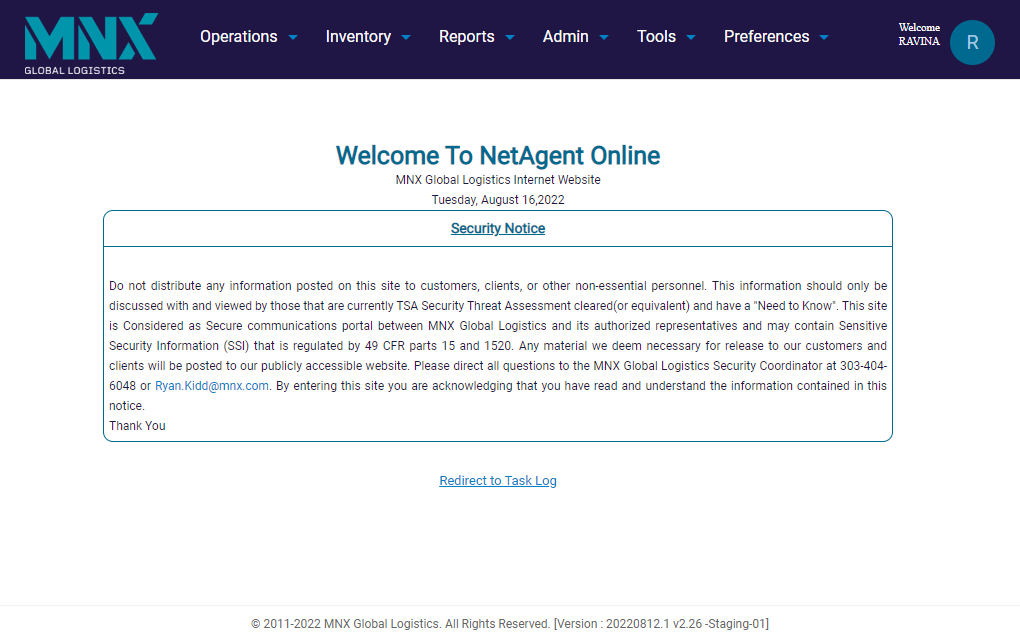 MNX
GLOBAL LOGISTICS
Operations Inventory Reports Admin Tools Preferences
Welcome
RAVINA
R
Welcome To NetAgent Online
MNX Global Logistics Internet Website
Tuesday, August 16,2022
Security Notice
Do not distribute any information posted on this site to customers, clients, or other non-essential personnel. This information should only be
discussed with and viewed by those that are currently TSA Security Threat Assessment cleared(or equivalent) and have a "Need to Know". This site
is Considered as Secure communications portal between MNX Global Logistics and its authorized representatives and may contain Sensitive
Security Information (SSI) that is regulated by 49 CFR parts 15 and 1520. Any material we deem necessary for release to our customers and
clients will be posted to our publicly accessible website. Please direct all questions to the MNX Global Logistics Security Coordinator at 303-404-
6048 or Ryan.Kidd@mnx.com. By entering this site you are acknowledging that you have read and understand the information contained in this
notice.
Thank You
Redirect to Task Log
© 2011-2022 MNX Global Logistics. All Rights Reserved. [Version : 20220812.1 v2.26 -Staging-01]